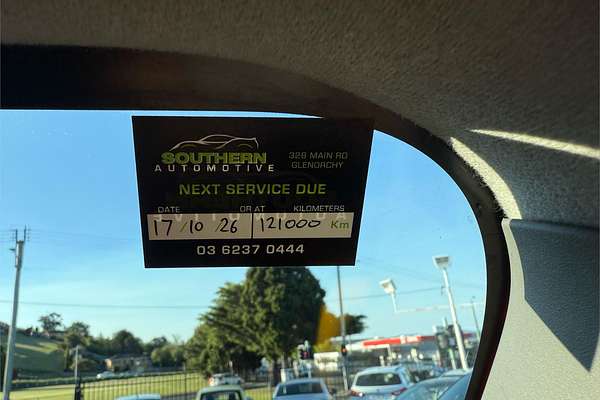 SOUTHERN
AUTOMOTIVE
326 MAIN RD
GLENORCHY
NEXT SERVICE DUE
DATE OR AT KILOMETERS
17/10/26 121000 Km
03 6237 0444